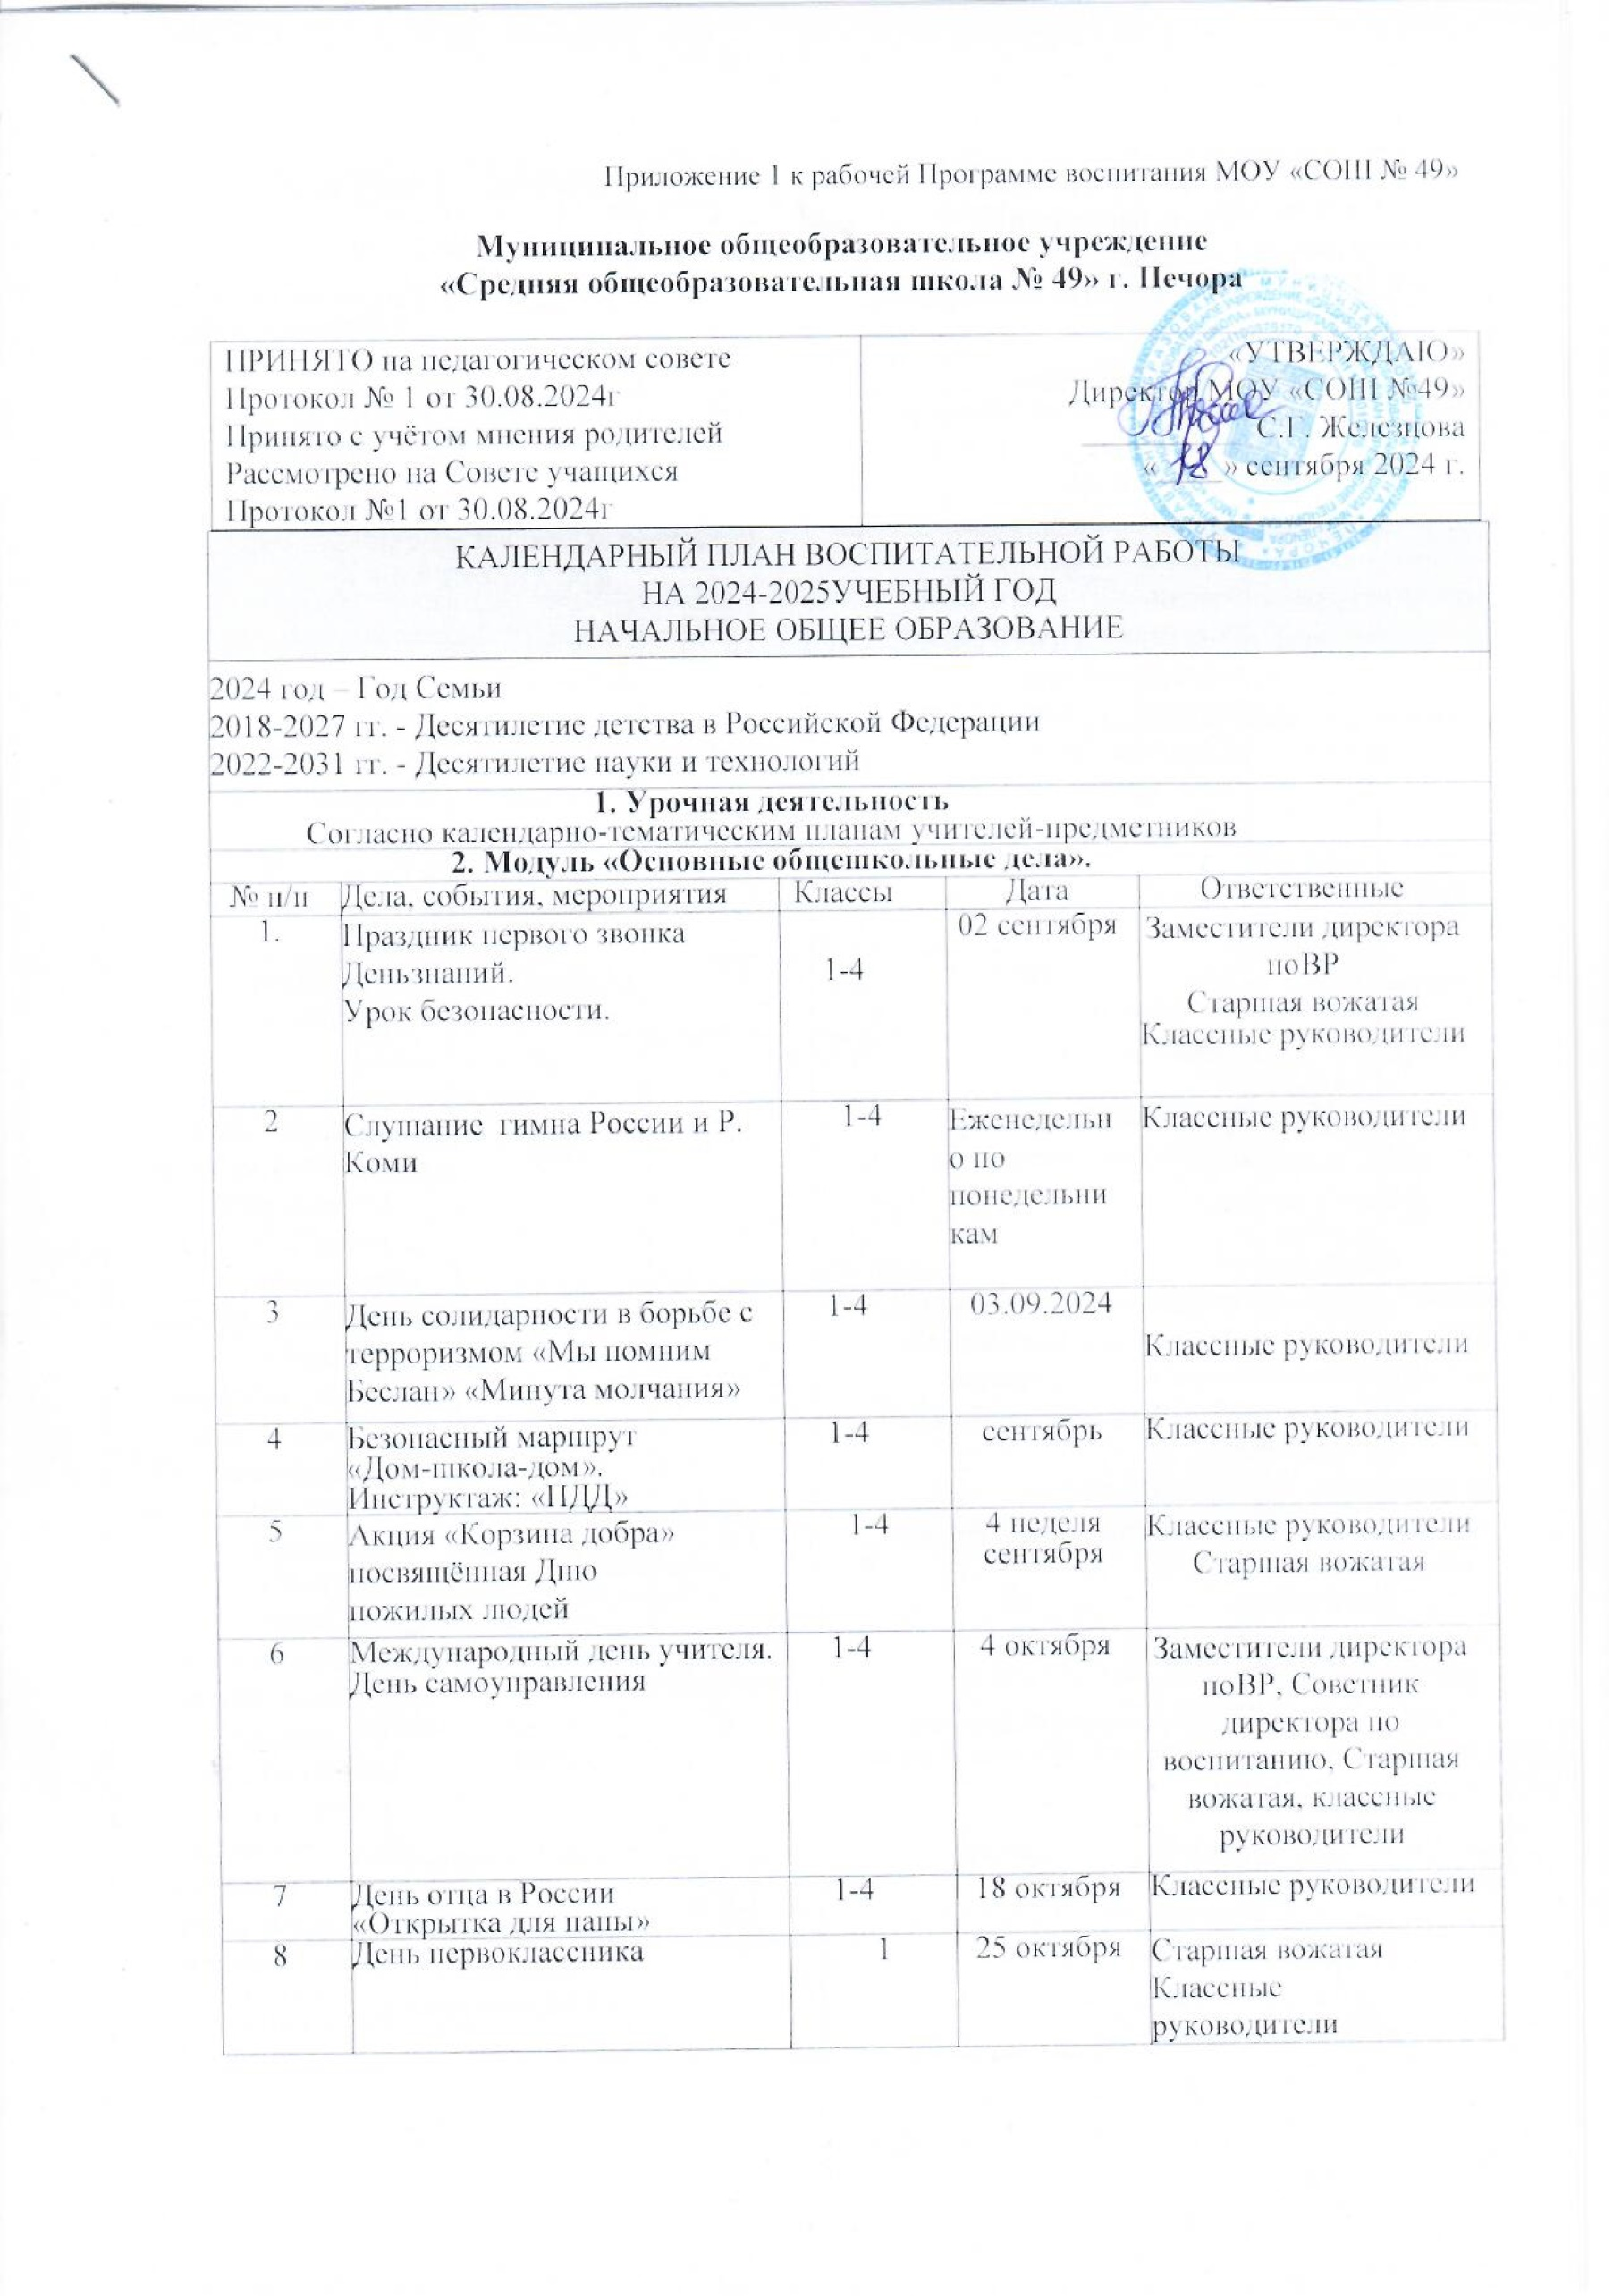 Приложение 1 к рабочей Программе воспитания МОУ «СОШ № 49»
Муниципальное общеобразовательное учреждение
«Средняя общеобразовательная школа № 49» г. Печора
ПРИНЯТО на педагогическом совете
Протокол № 1 от 30.08.2024г
Принято с учётом мнения родителей
Рассмотрено на Совете учащихся
Протокол №1 от 30.08.2024г
«УТВЕРЖДАЮ»
Директор МОУ «СОШ №49»
С.Г. Железцова
«18» сентября 2024 г.
КАЛЕНДАРНЫЙ ПЛАН ВОСПИТАТЕЛЬНОЙ РАБОТЫ
НА 2024-2025УЧЕБНЫЙ ГОД
НАЧАЛЬНОЕ ОБЩЕЕ ОБРАЗОВАНИЕ
2024 год – Год Семьи
2018-2027 гг. - Десятилетие детства в Российской Федерации
2022-2031 гг. - Десятилетие науки и технологий
1. Урочная деятельность
Согласно календарно-тематическим планам учителей-предметников
2. Модуль «Основные общешкольные дела».
№ п/п Дела, события, мероприятия Классы Дата Ответственные
1.
Праздник первого звонка
Деньзнаний.
Урок безопасности.
1-4
02 сентября
Заместители директора
поВР
Старшая вожатая
Классные руководители
2
Слушание гимна России и Р.
Коми
1-4
Еженедельн
о по
понедельни
кам
Классные руководители
3
День солидарности в борьбе с
терроризмом «Мы помним
Беслан» «Минута молчания»
1-4
03.09.2024
Классные руководители
4
Безопасный маршрут
«Дом-школа-дом».
Инструктаж: «ПДД»
1-4
сентябрь
Классные руководители
5
Акция «Корзина добра»
посвящённая Дню
пожилых людей
1-4
4 неделя
сентября
Классные руководители
Старшая вожатая
6
Международный день учителя.
День самоуправления
1-4
4 октября
Заместители директора
поВР, Советник
директора по
воспитанию, Старшая
вожатая, классные
руководители
7
День отца в России
«Открытка для папы»
1-4
18 октября
Классные руководители
8
День первоклассника
1
25 октября
Старшая вожатая
Классные
руководители